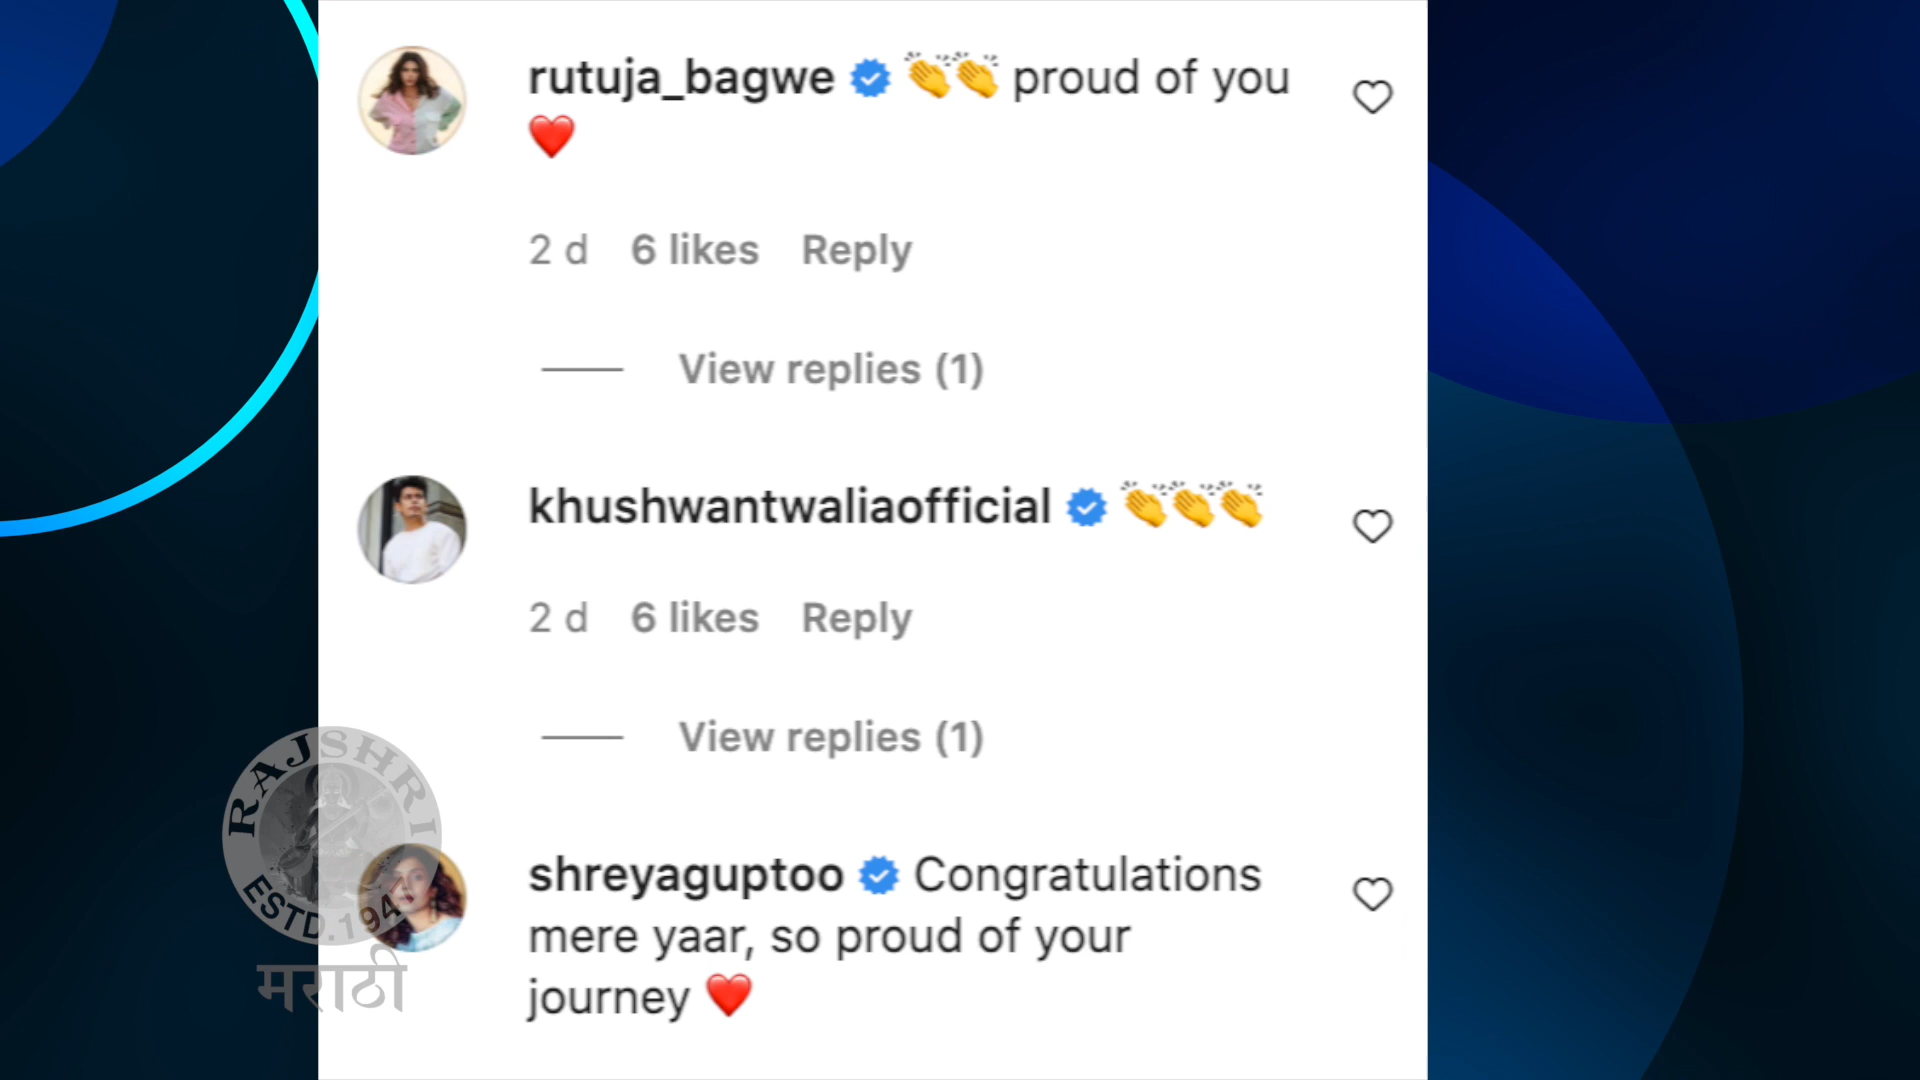 rutuja_bagwe 👏👏 proud of you
❤️
2 d 6 likes Reply
View replies (1)
khushwantwaliaofficial 👏👏👏
2 d 6 likes Reply
View replies (1)
shreyaguptoo Congratulations
mere yaar, so proud of your
journey ❤️
RAJSHRI
ESTD.194
मराठी